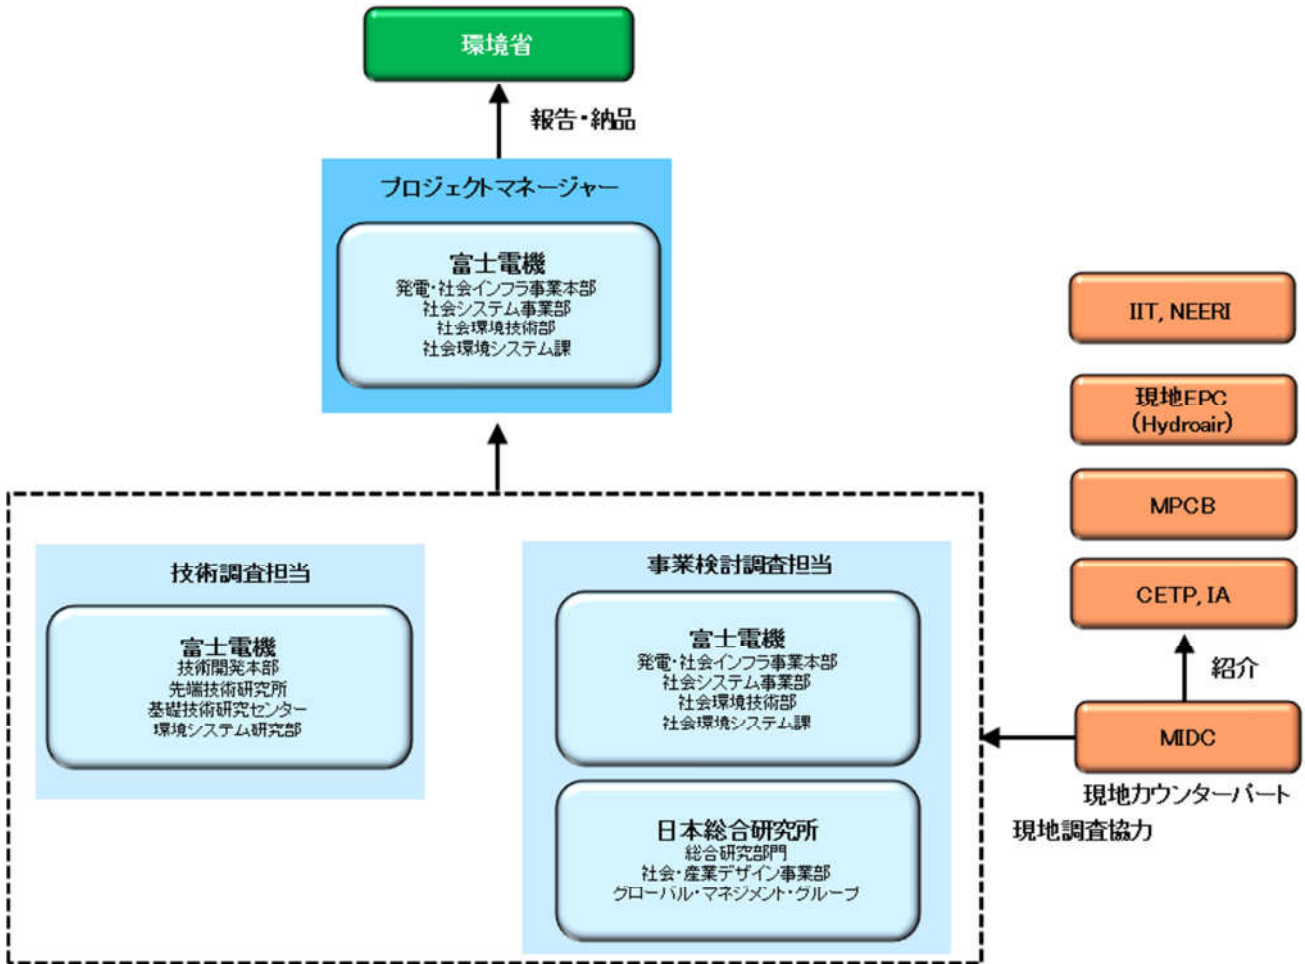 環境省
報告・納品
プロジェクトマネージャー
富士電機
発電・社会インフラ事業本部
社会システム事業部
社会環境技術部
社会環境システム課
IIT, NEERI
現地EPC
(Hydroair)
MPCB
CETP, IA
紹介
MIDC
現地カウンターパート
現地調査協力
技術調査担当
富士電機
技術開発本部
先端技術研究所
基礎技術研究センター
環境システム研究部
事業検討調査担当
富士電機
発電・社会インフラ事業本部
社会システム事業部
社会環境技術部
社会環境システム課
日本総合研究所
総合研究部門
社会・産業デザイン事業部
グローバル・マネジメント・グループ